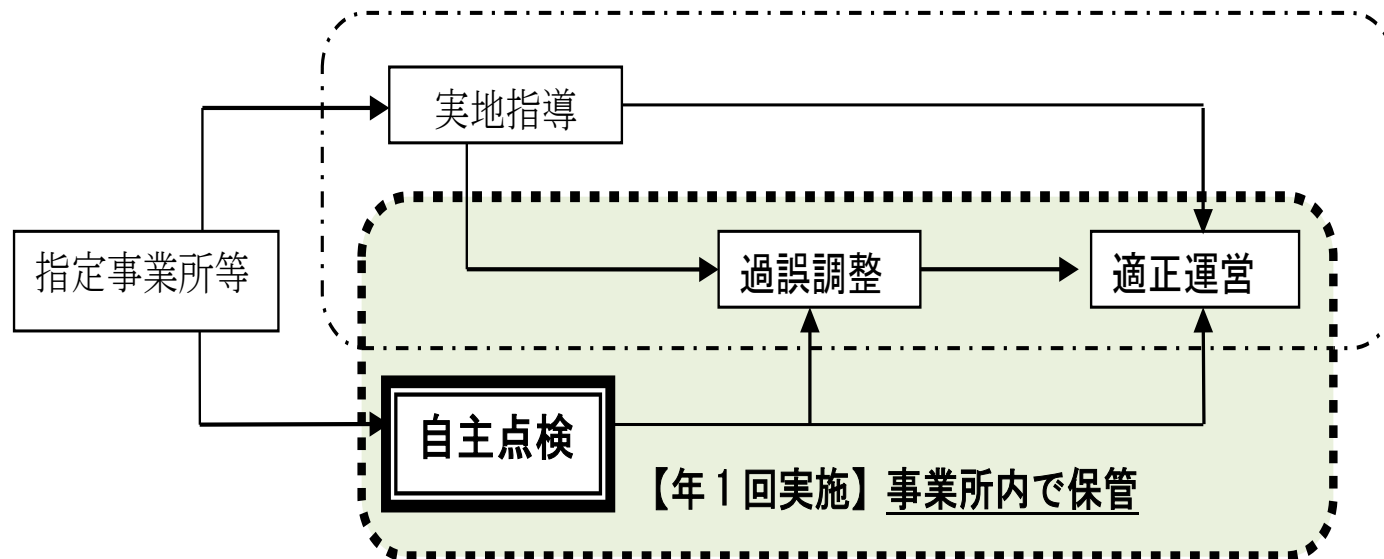 実地指導
指定事業所等
過誤調整
適正運営
自主点検
【年１回実施】事業所内で保管